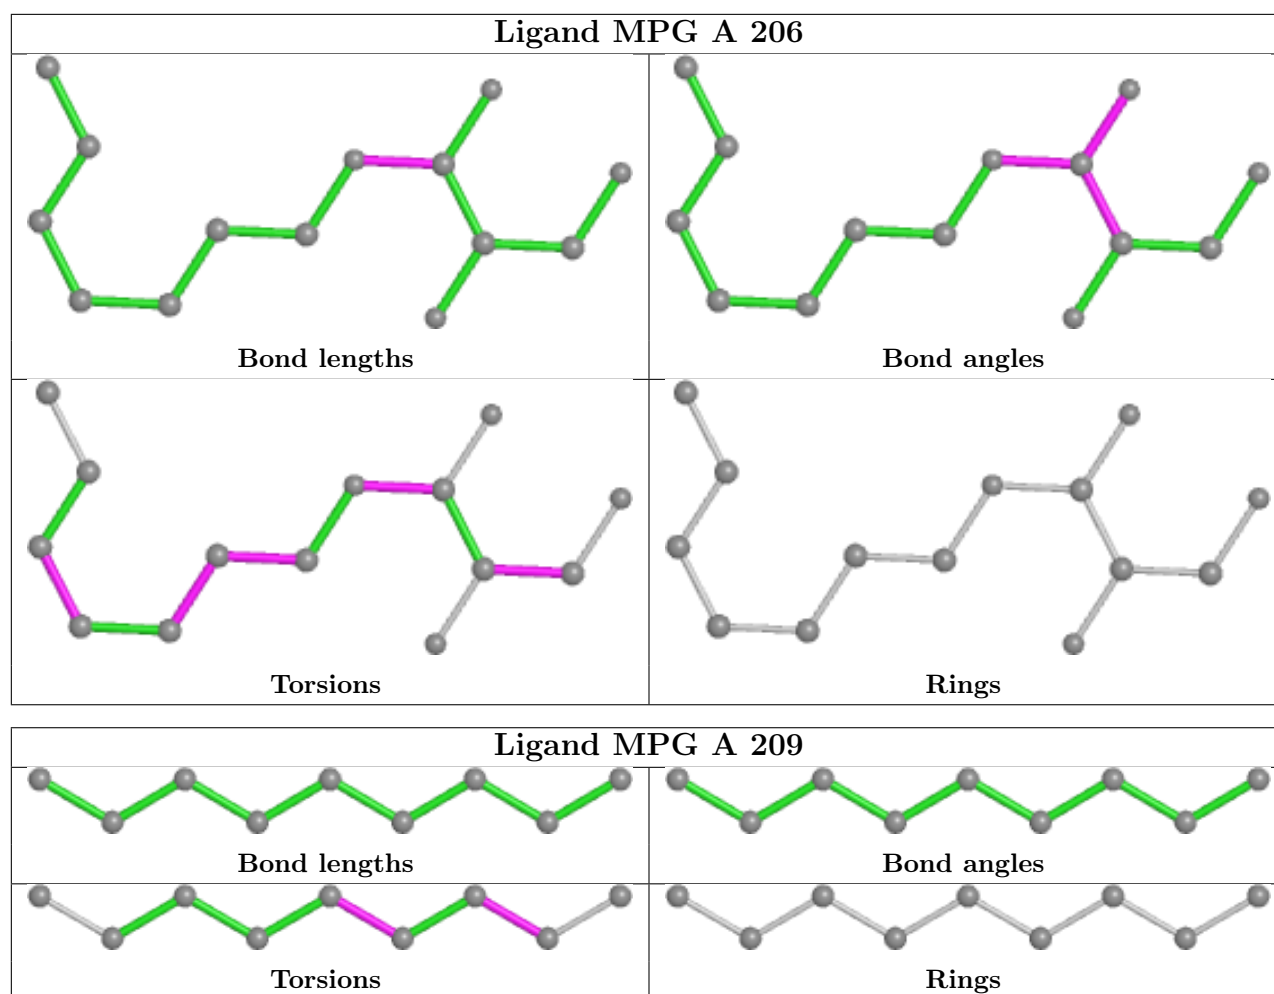 Ligand MPG A 206
Bond lengths
Bond angles
Torsions
Rings
Ligand MPG A 209
Bond lengths
Bond angles
Torsions
Rings